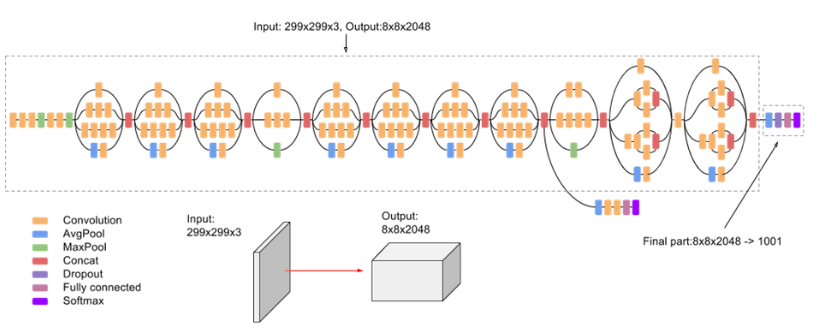 Input: 299x299x3, Output:8x8x2048
Input:
299x299x3
Output:
8x8x2048
Convolution
AvgPool
MaxPool
Concat
Dropout
Fully connected
Softmax
Final part:8x8x2048 -> 1001